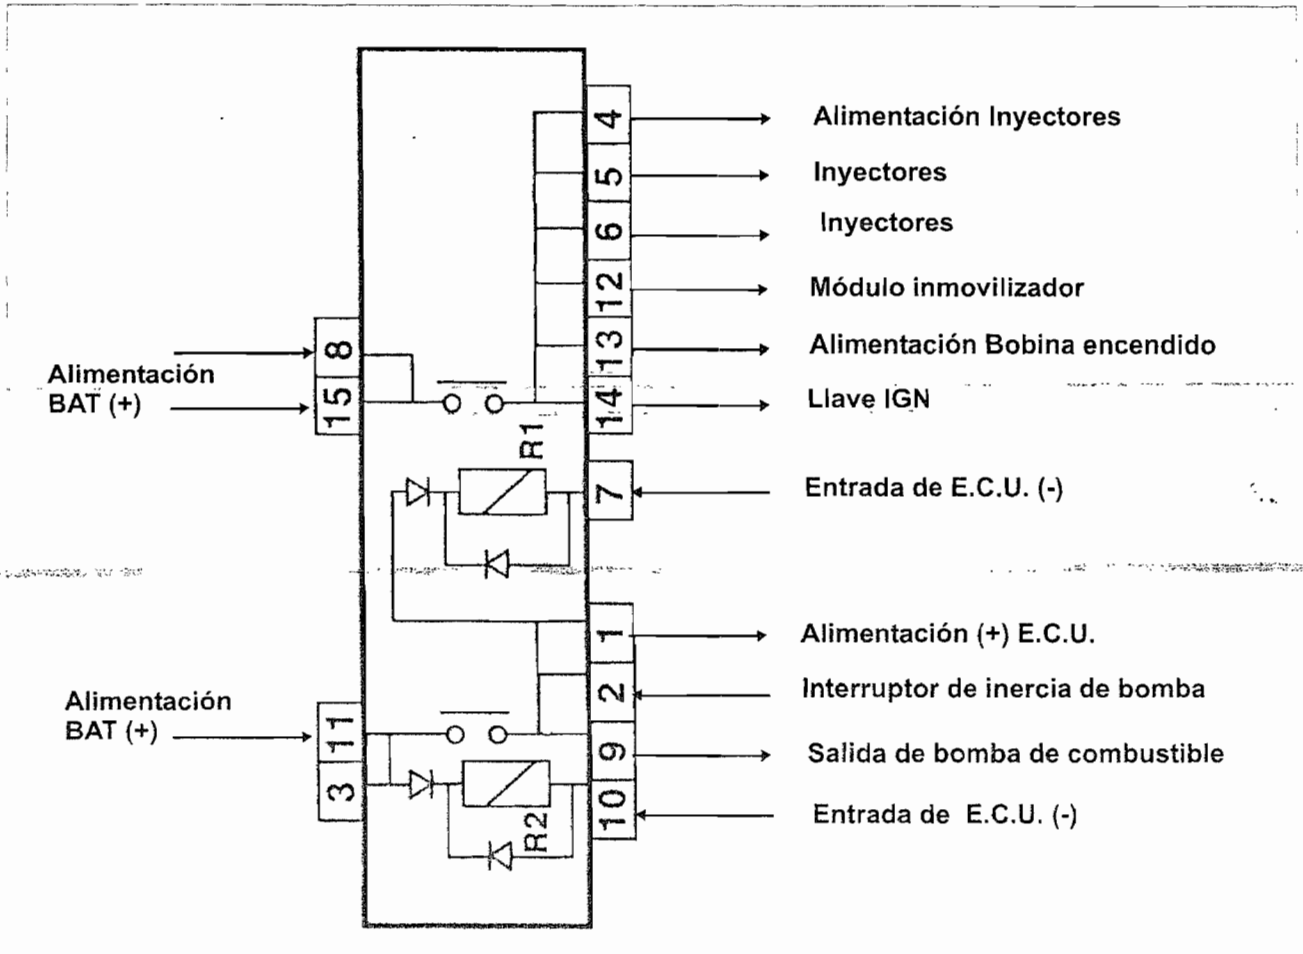 4 Alimentación Inyectores
5 Inyectores
6 Inyectores
12 Módulo inmovilizador
8
13 Alimentación Bobina encendido
Alimentación
BAT (+)
15
14 Llave IGN
R1
7 Entrada de E.C.U. (-)
1 Alimentación (+) E.C.U.
2 Interruptor de inercia de bomba
Alimentación
BAT (+)
11
9 Salida de bomba de combustible
3
10 Entrada de E.C.U. (-)
R2